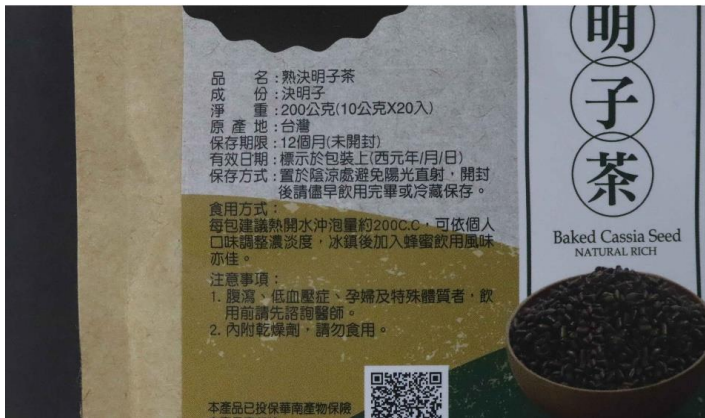 品名：熟決明子茶
成份：決明子
淨重：200公克(10公克X20入)
原產地：台灣
保存期限：12個月(未開封)
有效日期：標示於包裝上(西元年/月/日)
保存方式：置於陰涼處避免陽光直射，開封
後請儘早飲用完畢或冷藏保存。
食用方式：
每包建議熱開水沖泡量約200C.C，可依個人
口味調整濃淡度，冰鎮後加入蜂蜜飲用風味
亦佳。
注意事項：
1. 腹瀉、低血壓症、孕婦及特殊體質者，飲
用前請先諮詢醫師。
2. 內附乾燥劑，請勿食用。
本產品已投保華南產物保險
明
子
茶
Baked Cassia Seed
NATURAL RICH